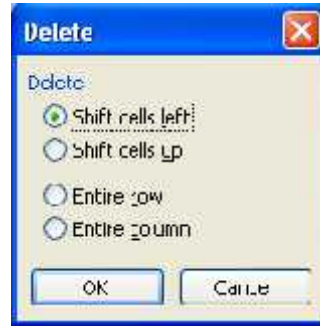 Delete
Delete
Shift cells left
Shift cells up
Entire row
Entire column
OK
Cancel